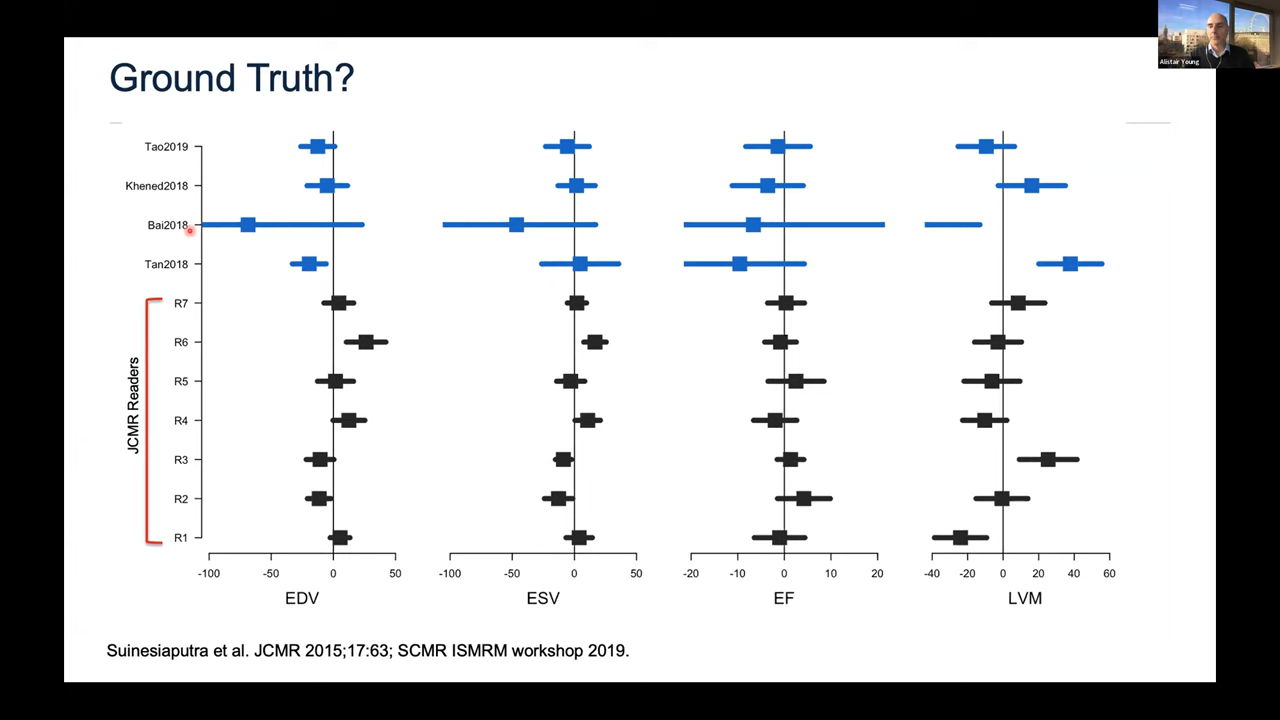 Alistair Young
Ground Truth?
Tao2019
Khened2018
Bai2018
Tan2018
R7
R6
R5
R4
R3
R2
R1
JCMR Readers
-100 -50 0 50
-100 -50 0 50
-20 -10 0 10 20
-40 -20 0 20 40 60
EDV
ESV
EF
LVM
Suinesiaputra et al. JCMR 2015;17:63; SCMR ISMRM workshop 2019.